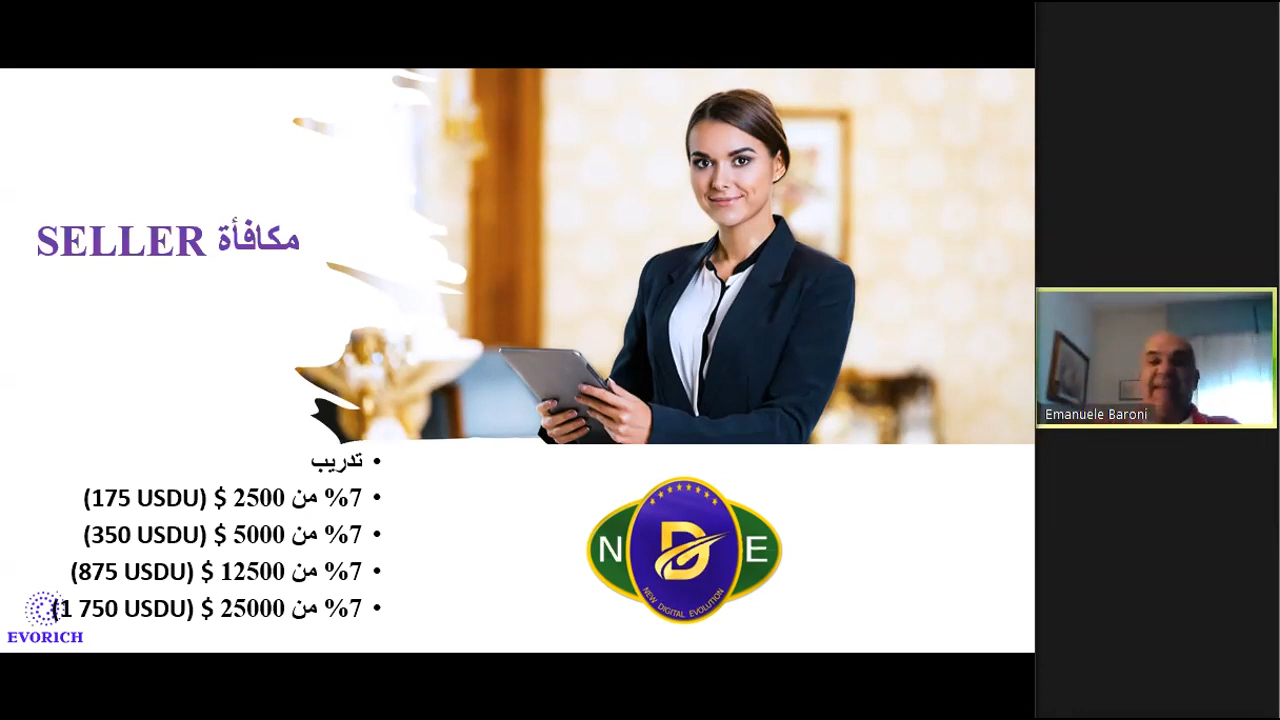 مكافأة SELLER
• تدريب
• 7% من 2500 $ (175 USDU)
• 7% من 5000 $ (350 USDU)
• 7% من 12500 $ (875 USDU)
• 7% من 25000 $ (1 750 USDU)
EVORICH
N D E
NEW DIGITAL EVOLUTION
Emanuele Baroni